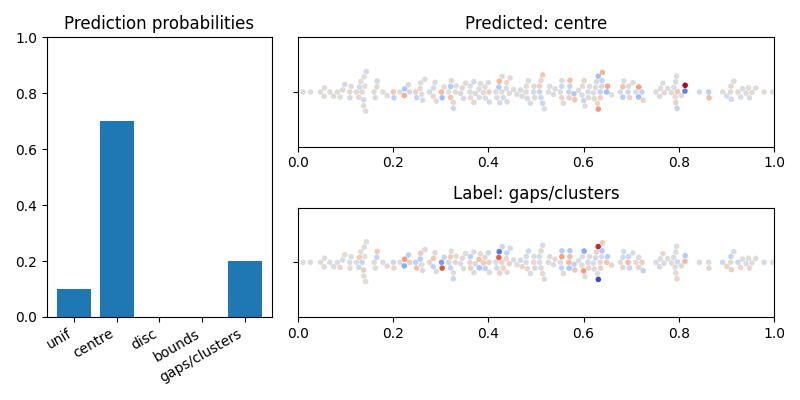 Prediction probabilities
1.0
0.8
0.6
0.4
0.2
0.0
unif
centre
disc
bounds
gaps/clusters
Predicted: centre
0.0 0.2 0.4 0.6 0.8 1.0
Label: gaps/clusters
0.0 0.2 0.4 0.6 0.8 1.0